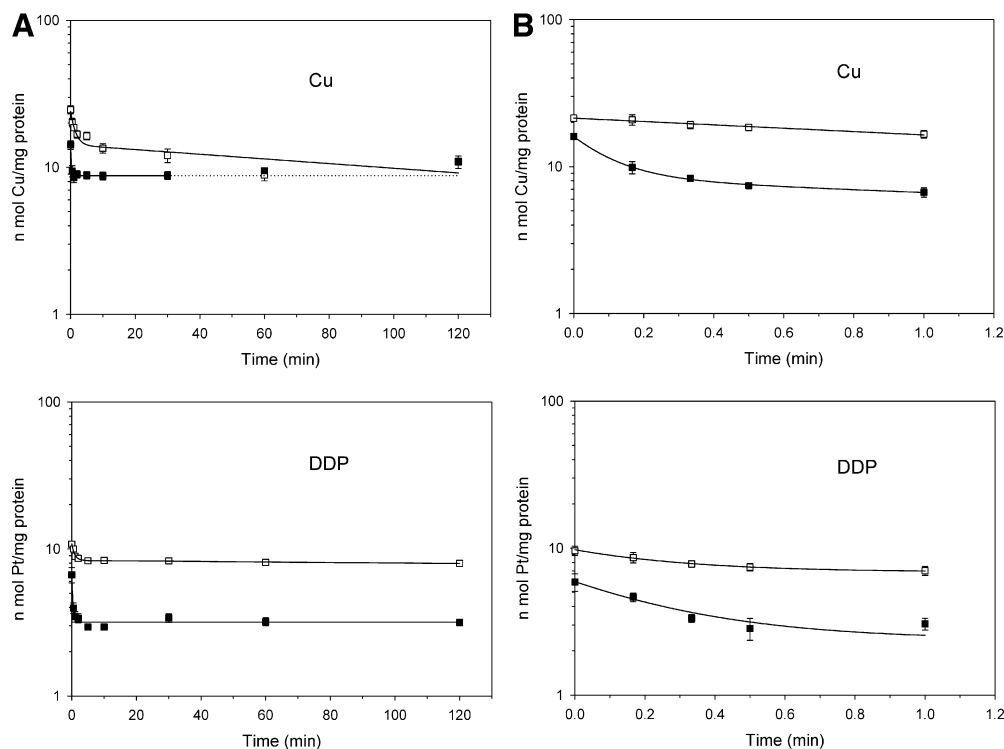 A
B
100
10
1
n mol Cu/mg protein
Cu
0 20 40 60 80 100 120
Time (min)
100
10
1
n mol Cu/mg protein
Cu
0.0 0.2 0.4 0.6 0.8 1.0 1.2
Time (min)
100
10
1
n mol Pt/mg protein
DDP
0 20 40 60 80 100 120
Time (min)
100
10
1
n mol Pt/mg protein
DDP
0.0 0.2 0.4 0.6 0.8 1.0 1.2
Time (min)